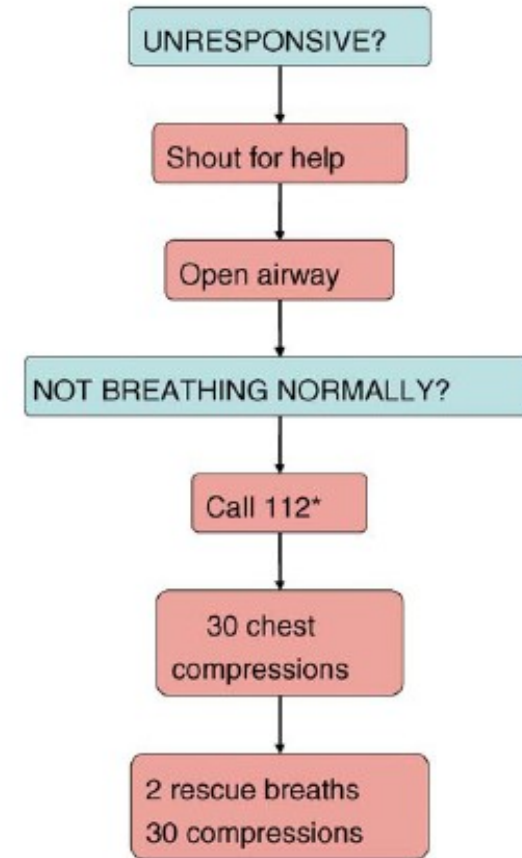 UNRESPONSIVE?
Shout for help
Open airway
NOT BREATHING NORMALLY?
Call 112*
30 chest
compressions
2 rescue breaths
30 compressions